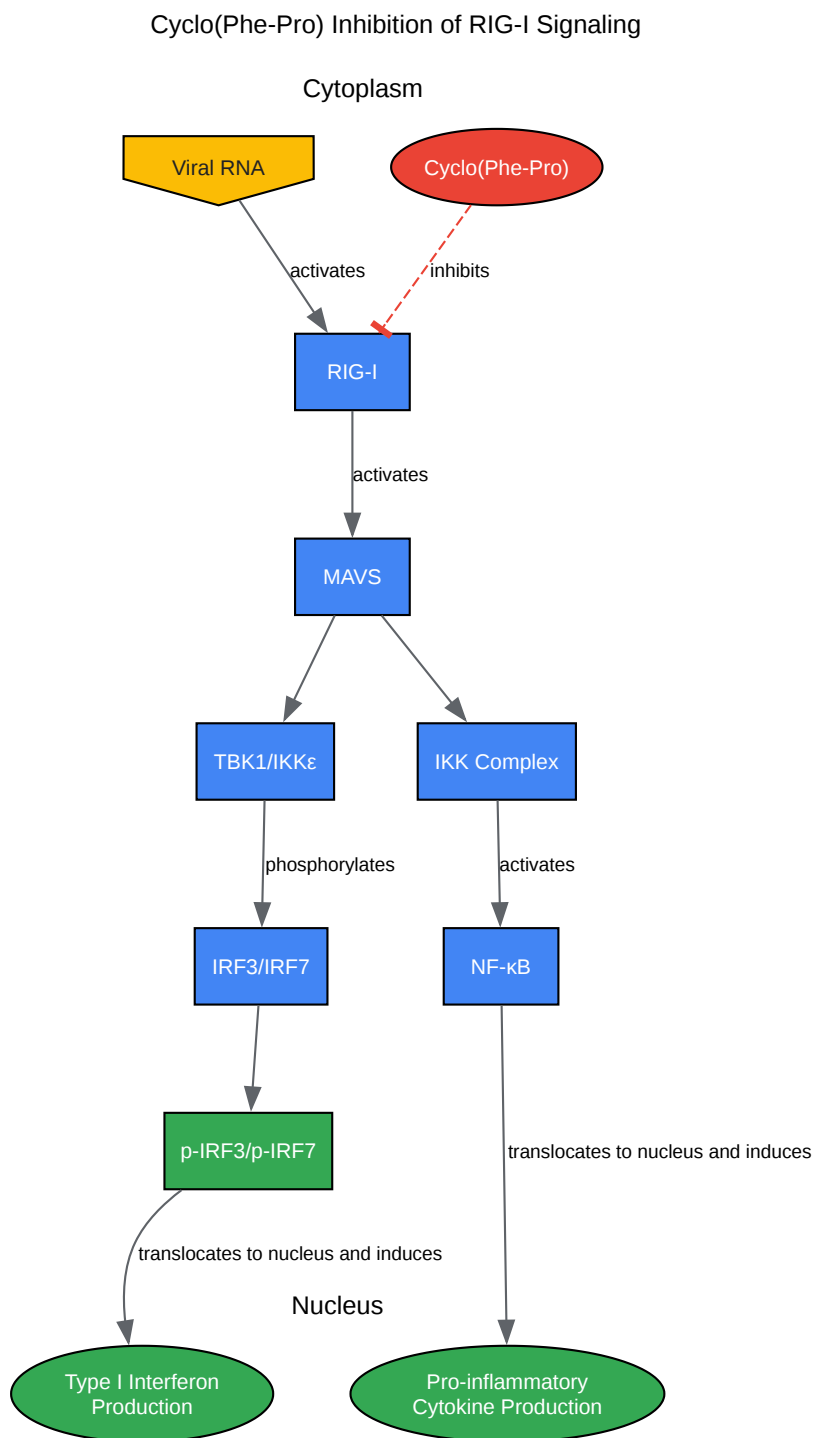 Cyclo(Phe-Pro) Inhibition of RIG-I Signaling
Cytoplasm
Viral RNA
Cyclo(Phe-Pro)
activates
inhibits
RIG-I
activates
MAVS
TBK1/IKKε
IKK Complex
phosphorylates
activates
IRF3/IRF7
NF-κB
p-IRF3/p-IRF7
translocates to nucleus and induces
translocates to nucleus and induces
Nucleus
Type I Interferon
Production
Pro-inflammatory
Cytokine Production